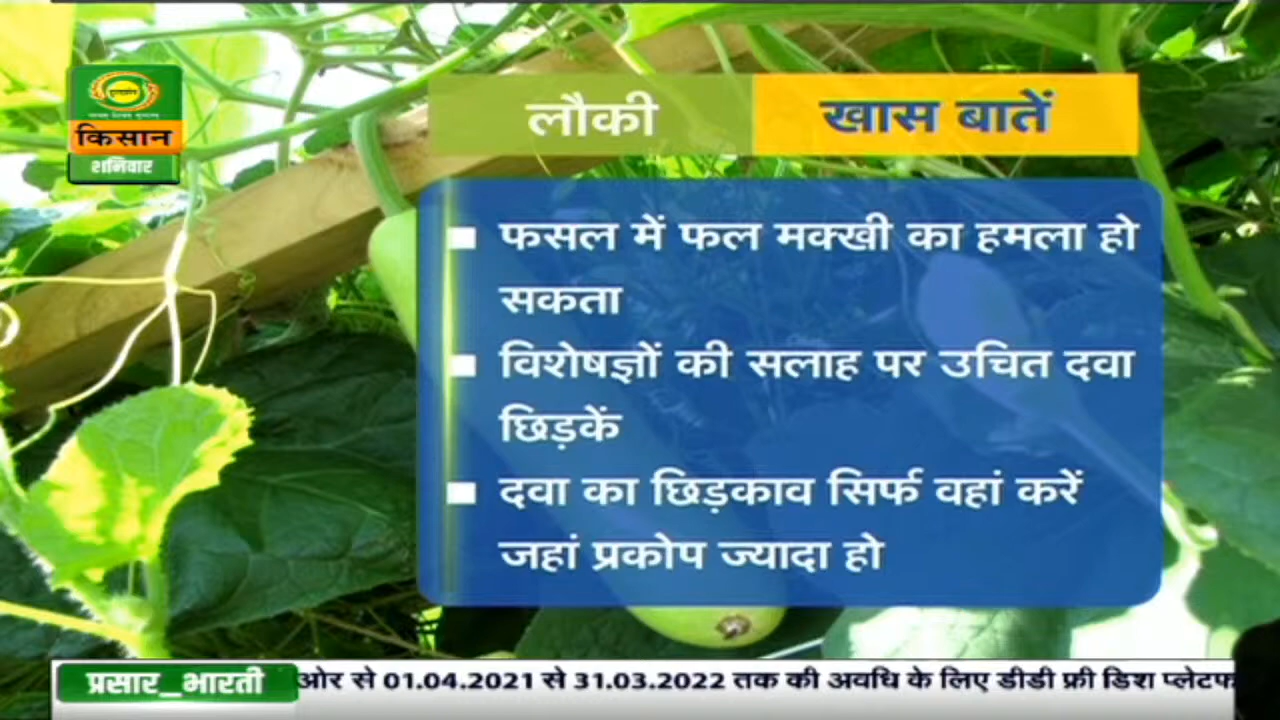 किसान
शनिवार
लौकी
खास बातें
फसल में फल मक्खी का हमला हो
सकता
विशेषज्ञों की सलाह पर उचित दवा
छिड़कें
दवा का छिड़काव सिर्फ वहां करें
जहां प्रकोप ज्यादा हो
प्रसार_भारती
ओर से 01.04.2021 से 31.03.2022 तक की अवधि के लिए डीडी फ्री डिश